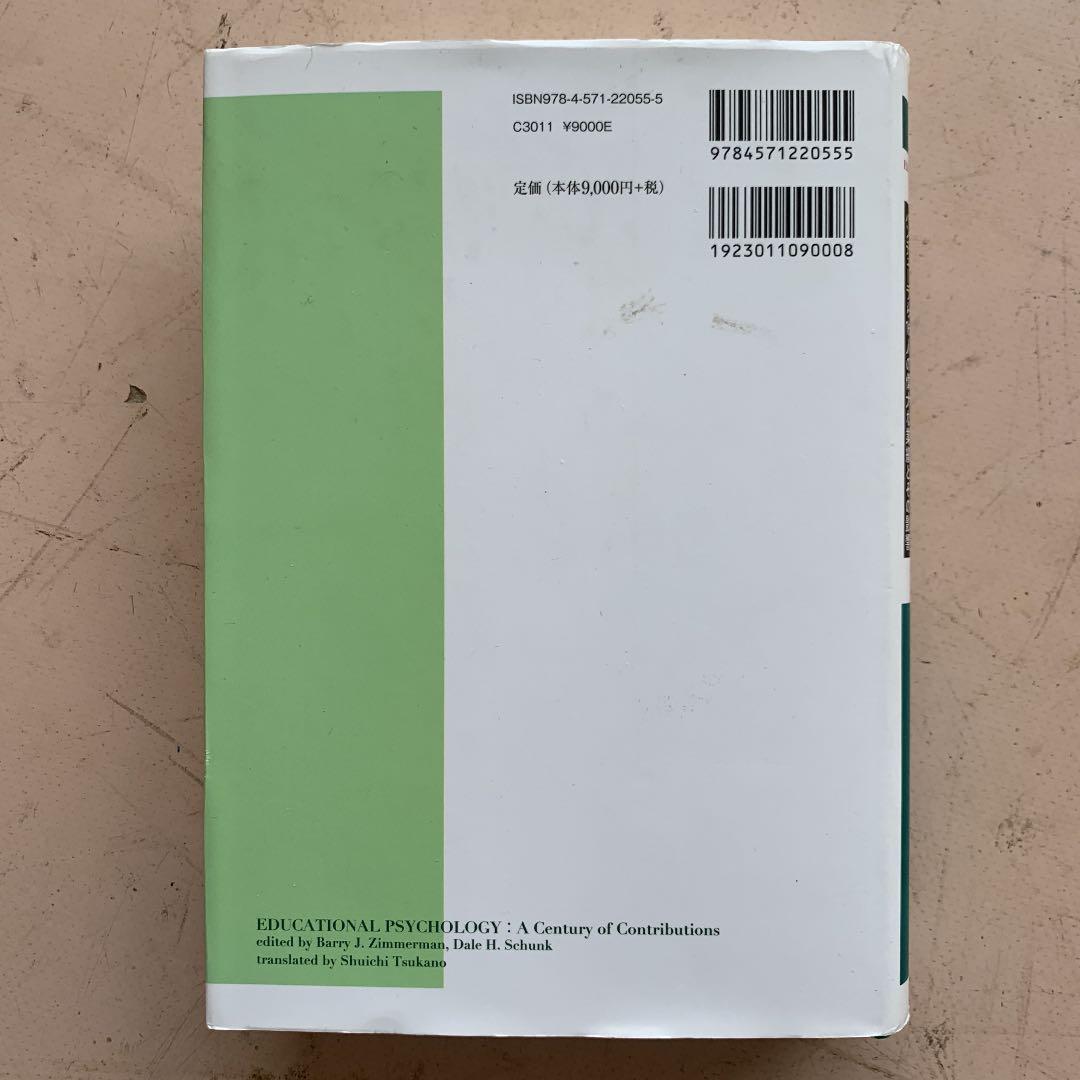 ISBN978-4-571-22055-5
C3011 ¥9000E
定価(本体9,000円+税)
9784571220555
1923011090008
EDUCATIONAL PSYCHOLOGY：A Century of Contributions
edited by Barry J. Zimmerman, Dale H. Schunk
translated by Shuichi Tsukano